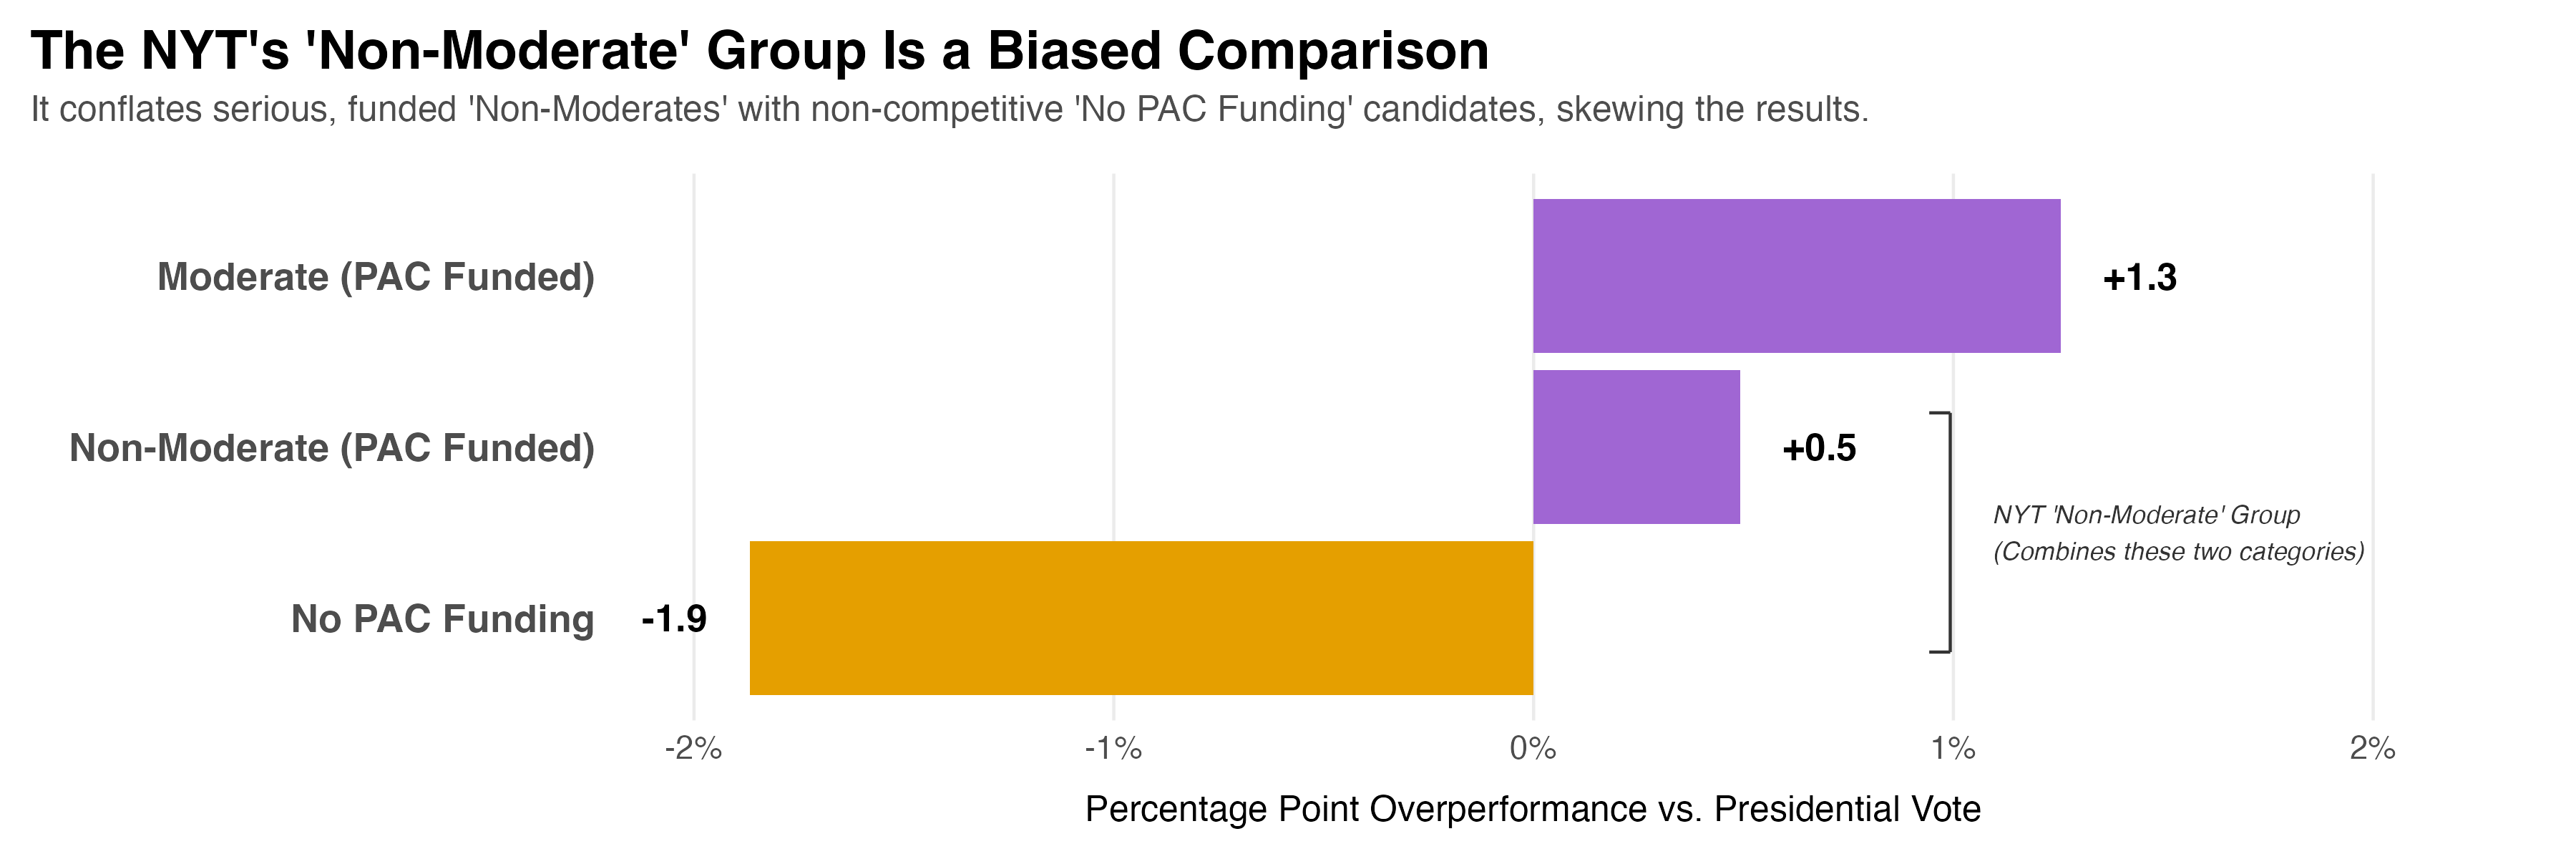 The NYT's 'Non-Moderate' Group Is a Biased Comparison
It conflates serious, funded 'Non-Moderates' with non-competitive 'No PAC Funding' candidates, skewing the results.
Moderate (PAC Funded)
+1.3
Non-Moderate (PAC Funded)
+0.5
NYT 'Non-Moderate' Group
(Combines these two categories)
No PAC Funding
-1.9
-2%
-1%
0%
1%
2%
Percentage Point Overperformance vs. Presidential Vote